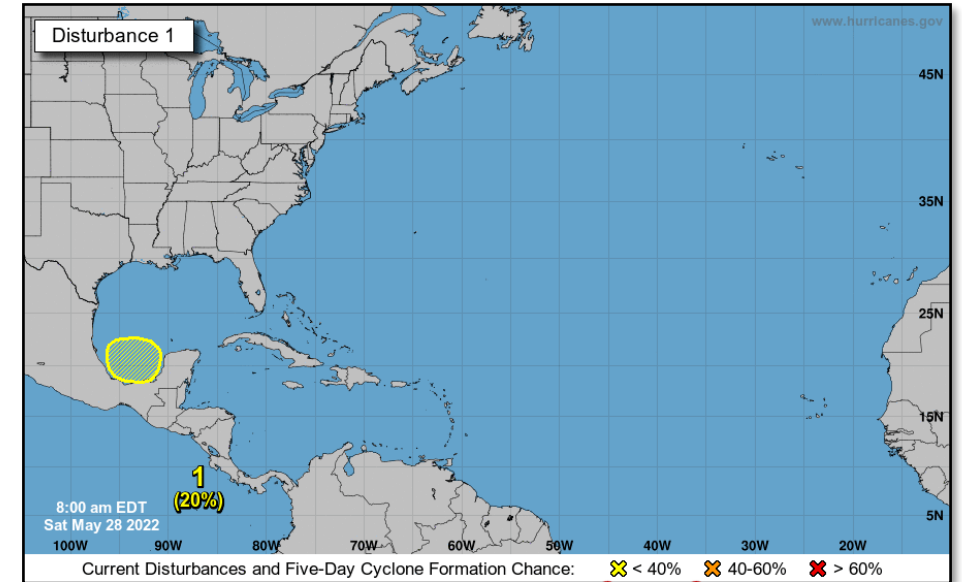 Disturbance 1
www.hurricanes.gov
45N
35N
25N
15N
1
(20%)
8:00 am EDT
Sat May 28 2022
5N
100W 90W 80W 70W 60W 50W 40W 30W 20W
Current Disturbances and Five-Day Cyclone Formation Chance: < 40% 40-60% > 60%